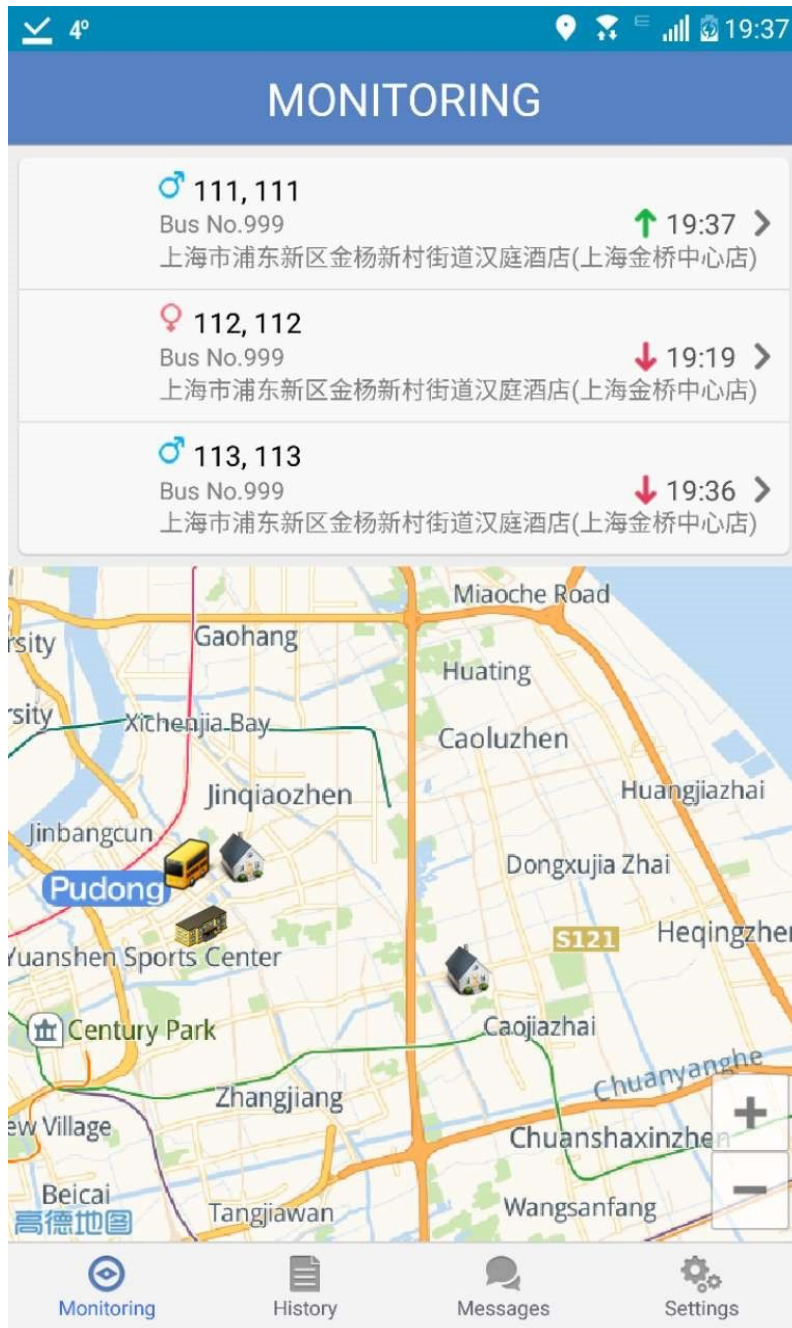 4°
19:37
MONITORING
111, 111
Bus No.999
19:37
上海市浦东新区金杨新村街道汉庭酒店(上海金桥中心店)
112, 112
Bus No.999
19:19
上海市浦东新区金杨新村街道汉庭酒店(上海金桥中心店)
113, 113
Bus No.999
19:36
上海市浦东新区金杨新村街道汉庭酒店(上海金桥中心店)
Miaoche Road
rsity
Gaohang
Huating
rsity
Xichenjia Bay
Caoluzhen
Jinqiaozhen
Huangjiazhai
Jinbangcun
Dongxujia Zhai
Pudong
S121
Heqingzhen
Yuanshen Sports Center
Century Park
Caojiazhai
Chuanyanghe
Zhangjiang
ew Village
Chuanshaxinzhen
Beicai
Tangjiawan
Wangsanfang
高德地图
Monitoring
History
Messages
Settings